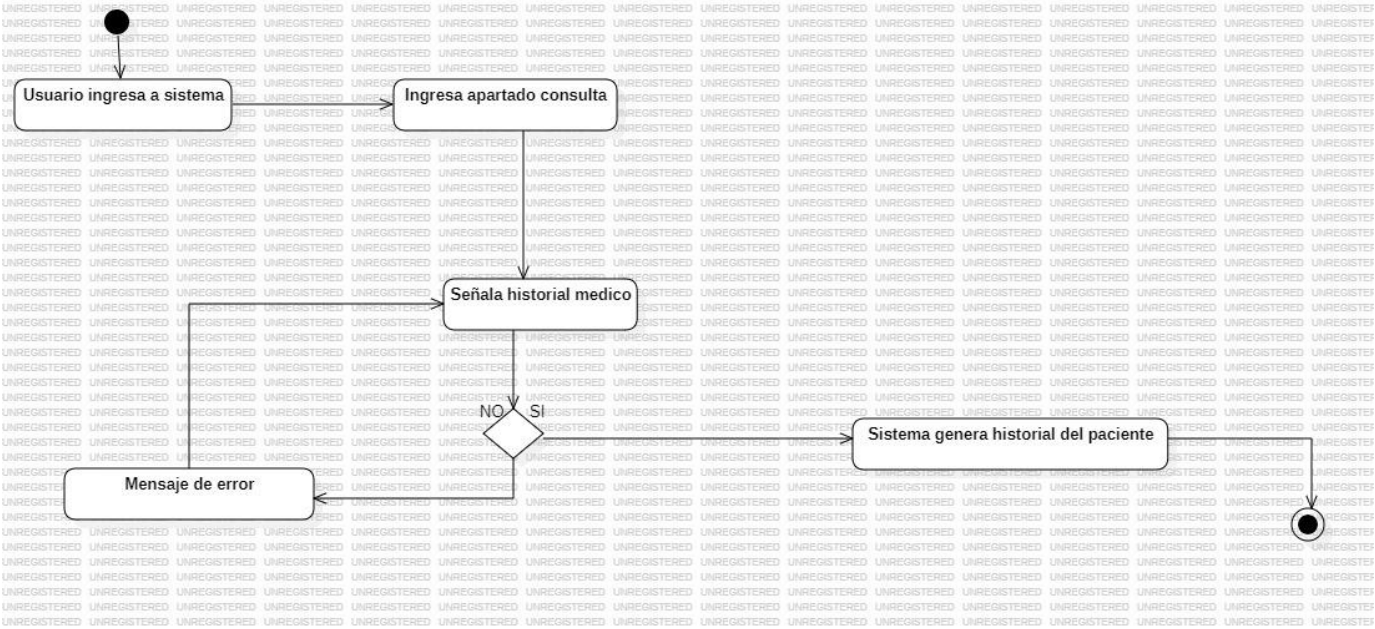 Usuario ingresa a sistema
Ingresa apartado consulta
Señala historial medico
NO
SI
Sistema genera historial del paciente
Mensaje de error
UNREGISTERED